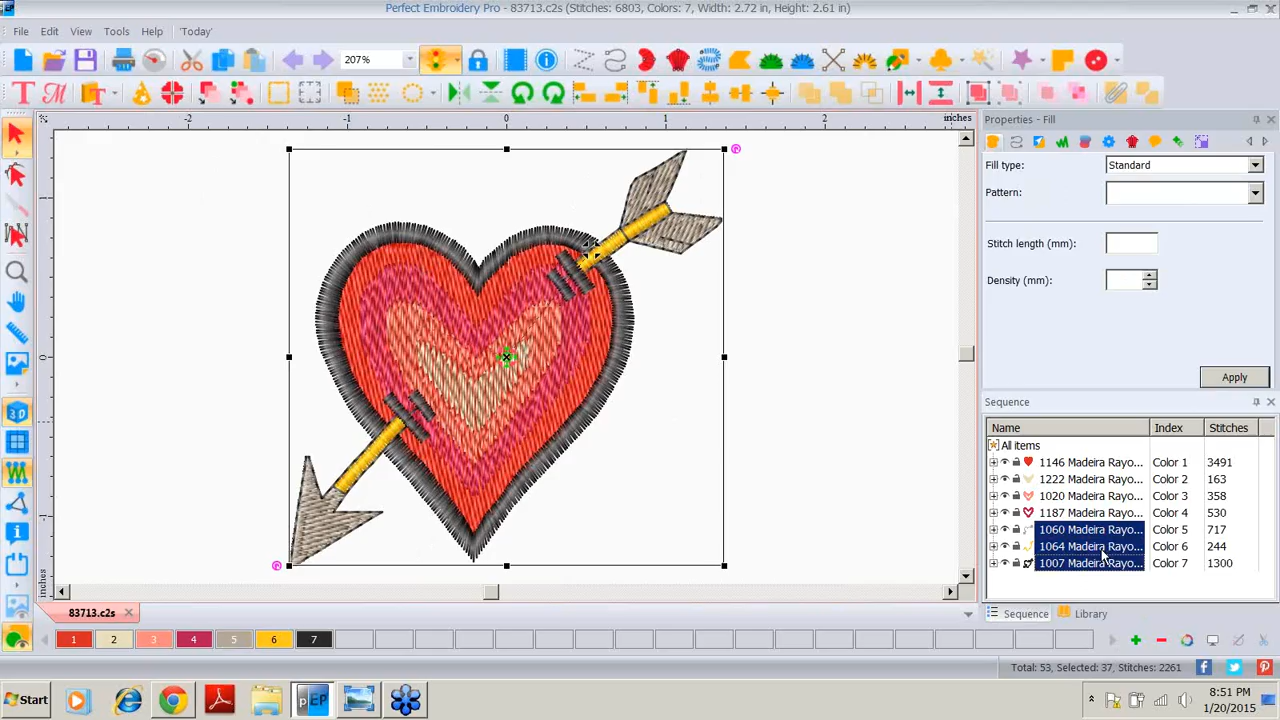 Perfect Embroidery Pro - 83713.c2s (Stitches: 6803, Colors: 7, Width: 2.72 in, Height: 2.61 in)
File Edit View Tools Help 'Today'
207%
-2 -1 0 1 2 inches
Properties - Fill
Fill type: Standard
Pattern:
Stitch length (mm):
Density (mm):
Apply
Sequence
Name Index Stitches
All items
1146 Madeira Rayo... Color 1 3491
1222 Madeira Rayo... Color 2 163
1020 Madeira Rayo... Color 3 358
1187 Madeira Rayo... Color 4 530
1060 Madeira Rayo... Color 5 717
1064 Madeira Rayo... Color 6 244
1007 Madeira Rayo... Color 7 1300
0
inches
3D
Sequence Library
83713.c2s
1 2 3 4 5 6 7
Total: 53, Selected: 37, Stitches: 2261
Start
pEP
8:51 PM
1/20/2015